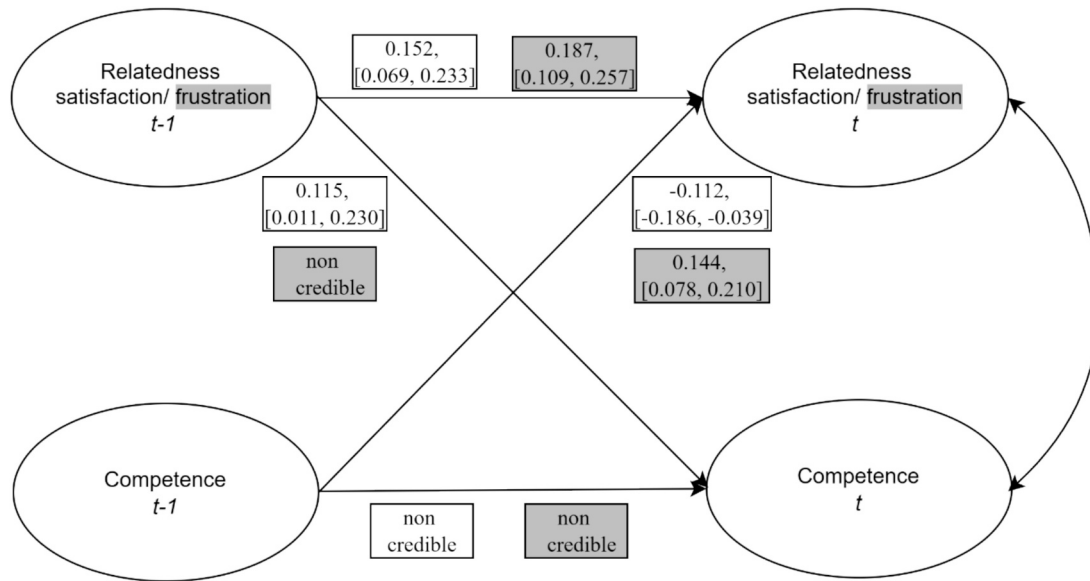 0.152,
[0.069, 0.233]
0.187,
[0.109, 0.257]
Relatedness
satisfaction/ frustration
t-1
Relatedness
satisfaction/ frustration
t
0.115,
[0.011, 0.230]
non
credible
-0.112,
[-0.186, -0.039]
0.144,
[0.078, 0.210]
Competence
t-1
Competence
t
non
credible
non
credible